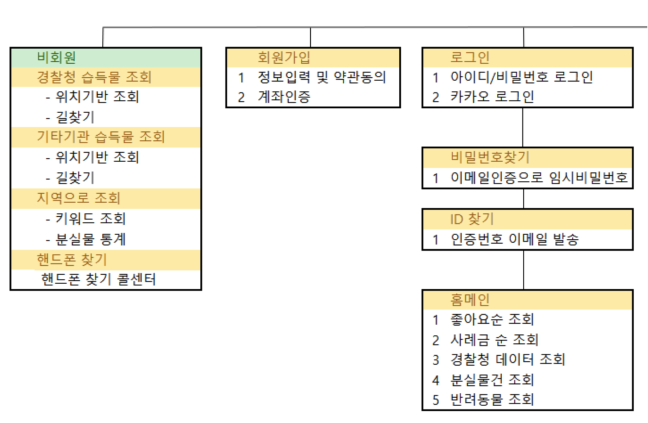 비회원
경찰청 습득물 조회
- 위치기반 조회
- 길찾기
기타기관 습득물 조회
- 위치기반 조회
- 길찾기
지역으로 조회
- 키워드 조회
- 분실물 통계
핸드폰 찾기
핸드폰 찾기 콜센터
회원가입
1 정보입력 및 약관동의
2 계좌인증
로그인
1 아이디/비밀번호 로그인
2 카카오 로그인
비밀번호찾기
1 이메일인증으로 임시비밀번호
ID 찾기
1 인증번호 이메일 발송
홈메인
1 좋아요순 조회
2 사례금 순 조회
3 경찰청 데이터 조회
4 분실물건 조회
5 반려동물 조회